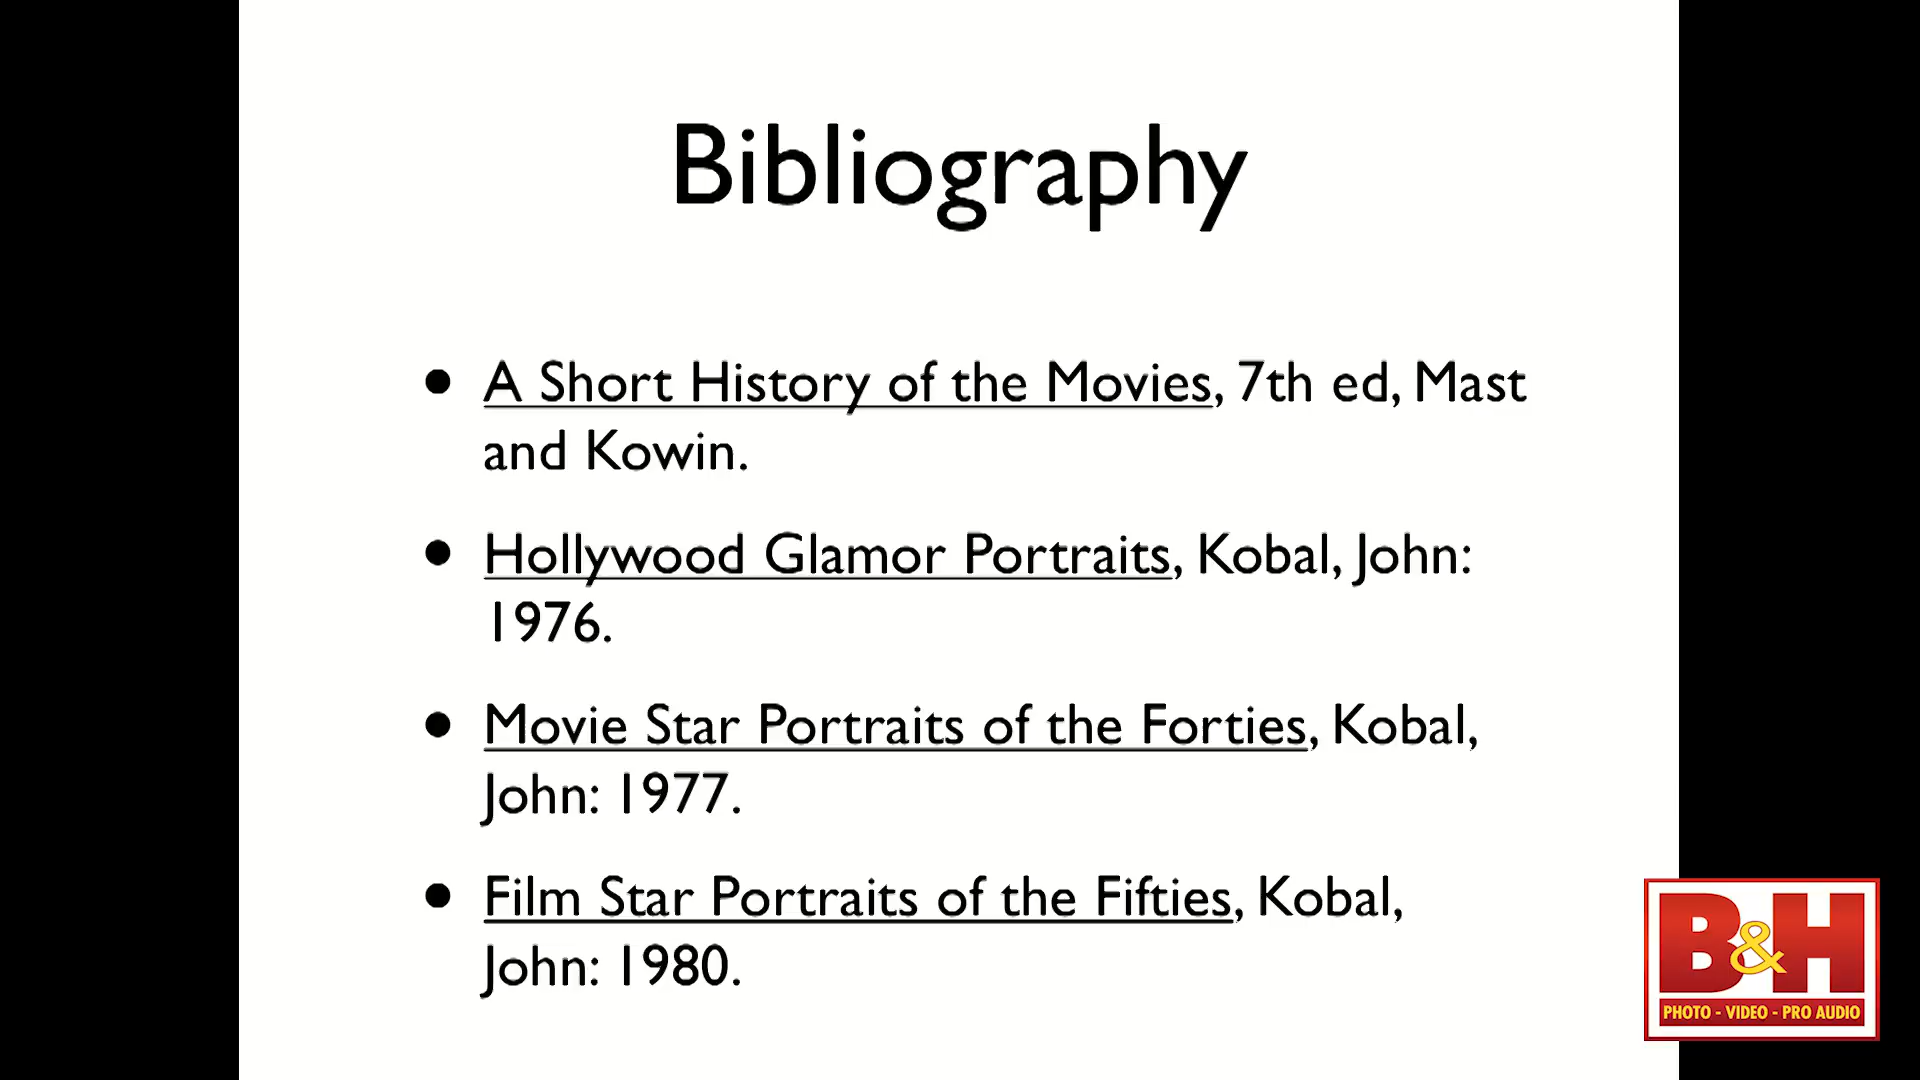 Bibliography
• A Short History of the Movies, 7th ed, Mast
and Kowin.
• Hollywood Glamor Portraits, Kobal, John:
1976.
• Movie Star Portraits of the Forties, Kobal,
John: 1977.
• Film Star Portraits of the Fifties, Kobal,
John: 1980.
B&H
PHOTO - VIDEO - PRO AUDIO